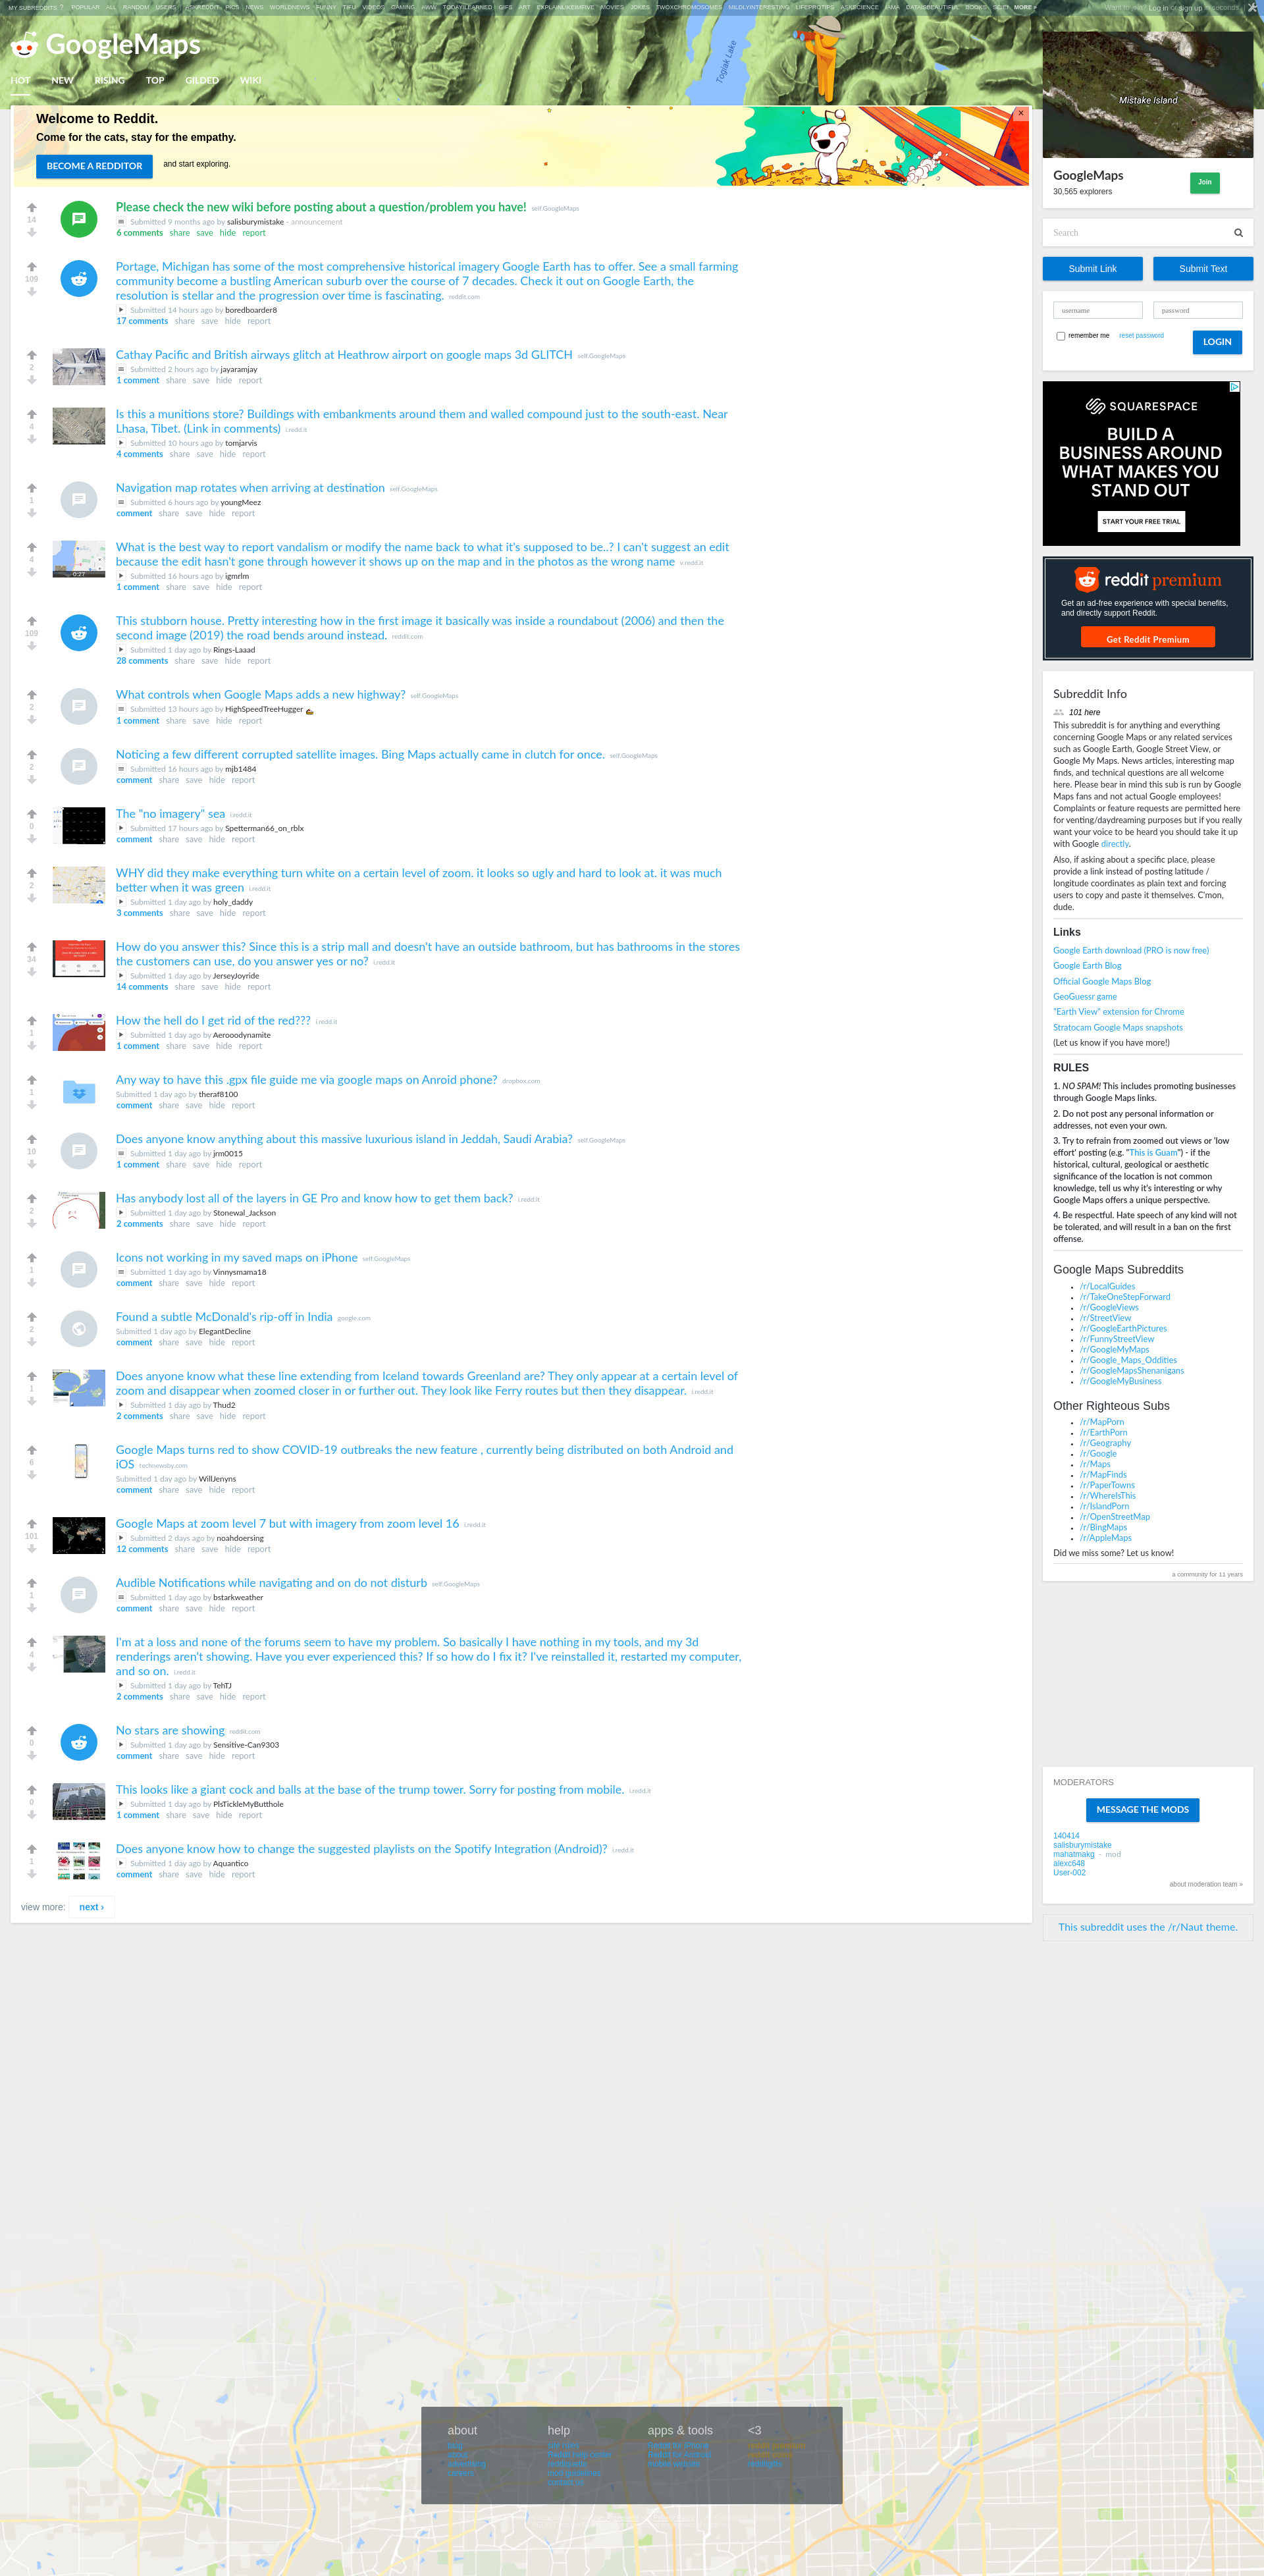 MY SUBREDDITS
POPULAR ALL RANDOM USERS
ASKREDDIT PICS NEWS WORLDNEWS FUNNY TIFU VIDEOS GAMING AWW TODAYILEARNED GIFS ART EXPLAINLIKEIMFIVE MOVIES JOKES TWOXCHROMOSOMES MILDLYINTERESTING LIFEPROTIPS ASKSCIENCE IAMA DATAISBEAUTIFUL BOOKS MORE »
Log in or sign up in seconds.
GoogleMaps
Togiak Lake
HOT NEW RISING TOP GILDED WIKI
Welcome to Reddit.
Come for the cats, stay for the empathy.
BECOME A REDDITOR and start exploring.
×
14
Please check the new wiki before posting about a question/problem you have! self.GoogleMaps
Submitted 9 months ago by salisburymistake - announcement
6 comments share save hide report
109
Portage, Michigan has some of the most comprehensive historical imagery Google Earth has to offer. See a small farming
community become a bustling American suburb over the course of 7 decades. Check it out on Google Earth, the
resolution is stellar and the progression over time is fascinating. reddit.com
Submitted 14 hours ago by boredboarder8
17 comments share save hide report
2
Cathay Pacific and British airways glitch at Heathrow airport on google maps 3d GLITCH self.GoogleMaps
Submitted 2 hours ago by jayaramjay
1 comment share save hide report
4
Is this a munitions store? Buildings with embankments around them and walled compound just to the south-east. Near
Lhasa, Tibet. (Link in comments) i.redd.it
Submitted 10 hours ago by tomjarvis
4 comments share save hide report
1
Navigation map rotates when arriving at destination self.GoogleMaps
Submitted 6 hours ago by youngMeez
comment share save hide report
4
0:27
What is the best way to report vandalism or modify the name back to what it's supposed to be..? I can't suggest an edit
because the edit hasn't gone through however it shows up on the map and in the photos as the wrong name v.redd.it
Submitted 16 hours ago by igmrlm
1 comment share save hide report
109
This stubborn house. Pretty interesting how in the first image it basically was inside a roundabout (2006) and then the
second image (2019) the road bends around instead. reddit.com
Submitted 1 day ago by Rings-Laaad
28 comments share save hide report
2
What controls when Google Maps adds a new highway? self.GoogleMaps
Submitted 13 hours ago by HighSpeedTreeHugger
1 comment share save hide report
2
Noticing a few different corrupted satellite images. Bing Maps actually came in clutch for once. self.GoogleMaps
Submitted 16 hours ago by mjb1484
comment share save hide report
0
The "no imagery" sea i.redd.it
Submitted 17 hours ago by Spetterman66_on_rblx
comment share save hide report
2
WHY did they make everything turn white on a certain level of zoom. it looks so ugly and hard to look at. it was much
better when it was green i.redd.it
Submitted 1 day ago by holy_daddy
3 comments share save hide report
34
How do you answer this? Since this is a strip mall and doesn't have an outside bathroom, but has bathrooms in the stores
the customers can use, do you answer yes or no? i.redd.it
Submitted 1 day ago by JerseyJoyride
14 comments share save hide report
1
How the hell do I get rid of the red??? i.redd.it
Submitted 1 day ago by Aerooodynamite
1 comment share save hide report
1
Any way to have this .gpx file guide me via google maps on Anroid phone? dropbox.com
Submitted 1 day ago by theraf8100
comment share save hide report
10
Does anyone know anything about this massive luxurious island in Jeddah, Saudi Arabia? self.GoogleMaps
Submitted 1 day ago by jrm0015
1 comment share save hide report
2
Has anybody lost all of the layers in GE Pro and know how to get them back? i.redd.it
Submitted 1 day ago by Stonewal_Jackson
2 comments share save hide report
1
Icons not working in my saved maps on iPhone self.GoogleMaps
Submitted 1 day ago by Vinnysmama18
comment share save hide report
2
Found a subtle McDonald's rip-off in India google.com
Submitted 1 day ago by ElegantDecline
comment share save hide report
1
Does anyone know what these line extending from Iceland towards Greenland are? They only appear at a certain level of
zoom and disappear when zoomed closer in or further out. They look like Ferry routes but then they disappear. i.redd.it
Submitted 1 day ago by Thud2
2 comments share save hide report
6
Google Maps turns red to show COVID-19 outbreaks the new feature , currently being distributed on both Android and
iOS technewsby.com
Submitted 1 day ago by WillJenyns
comment share save hide report
101
Google Maps at zoom level 7 but with imagery from zoom level 16 i.redd.it
Submitted 2 days ago by noahdoersing
12 comments share save hide report
1
Audible Notifications while navigating and on do not disturb self.GoogleMaps
Submitted 1 day ago by bstarkweather
comment share save hide report
4
I'm at a loss and none of the forums seem to have my problem. So basically I have nothing in my tools, and my 3d
renderings aren't showing. Have you ever experienced this? If so how do I fix it? I've reinstalled it, restarted my computer,
and so on. i.redd.it
Submitted 1 day ago by TehTJ
2 comments share save hide report
0
No stars are showing reddit.com
Submitted 1 day ago by Sensitive-Can9303
comment share save hide report
0
This looks like a giant cock and balls at the base of the trump tower. Sorry for posting from mobile. i.redd.it
Submitted 1 day ago by PlsTickleMyButthole
1 comment share save hide report
1
Does anyone know how to change the suggested playlists on the Spotify Integration (Android)? i.redd.it
Submitted 1 day ago by Aquantico
comment share save hide report
view more: next ›
Mistake Island
GoogleMaps
30,565 explorers
Join
Search
Submit Link Submit Text
username password
remember me reset password LOGIN
SQUARESPACE
BUILD A
BUSINESS AROUND
WHAT MAKES YOU
STAND OUT
START YOUR FREE TRIAL
reddit premium
Get an ad-free experience with special benefits,
and directly support Reddit.
Get Reddit Premium
Subreddit Info
101 here
This subreddit is for anything and everything
concerning Google Maps or any related services
such as Google Earth, Google Street View, or
Google My Maps. News articles, interesting map
finds, and technical questions are all welcome
here. Please bear in mind this sub is run by Google
Maps fans and not actual Google employees!
Complaints or feature requests are permitted here
for venting/daydreaming purposes but if you really
want your voice to be heard you should take it up
with Google directly.
Also, if asking about a specific place, please
provide a link instead of posting latitude /
longitude coordinates as plain text and forcing
users to copy and paste it themselves. C'mon,
dude.
Links
Google Earth download (PRO is now free)
Google Earth Blog
Official Google Maps Blog
GeoGuessr game
"Earth View" extension for Chrome
Stratocam Google Maps snapshots
(Let us know if you have more!)
RULES
1. NO SPAM! This includes promoting businesses
through Google Maps links.
2. Do not post any personal information or
addresses, not even your own.
3. Try to refrain from zoomed out views or 'low
effort' posting (e.g. "This is Guam") - if the
historical, cultural, geological or aesthetic
significance of the location is not common
knowledge, tell us why it's interesting or why
Google Maps offers a unique perspective.
4. Be respectful. Hate speech of any kind will not
be tolerated, and will result in a ban on the first
offense.
Google Maps Subreddits
/r/LocalGuides
/r/TakeOneStepForward
/r/GoogleViews
/r/StreetView
/r/GoogleEarthPictures
/r/FunnyStreetView
/r/GoogleMyMaps
/r/Google_Maps_Oddities
/r/GoogleMapsShenanigans
/r/GoogleMyBusiness
Other Righteous Subs
/r/MapPorn
/r/EarthPorn
/r/Geography
/r/Google
/r/Maps
/r/MapFinds
/r/PaperTowns
/r/WhereIsThis
/r/IslandPorn
/r/OpenStreetMap
/r/BingMaps
/r/AppleMaps
Did we miss some? Let us know!
a community for 11 years
MODERATORS
MESSAGE THE MODS
140414
salisburymistake
mahatmakg - mod
alexc648
User-002
about moderation team »
This subreddit uses the /r/Naut theme.
about help apps & tools <3